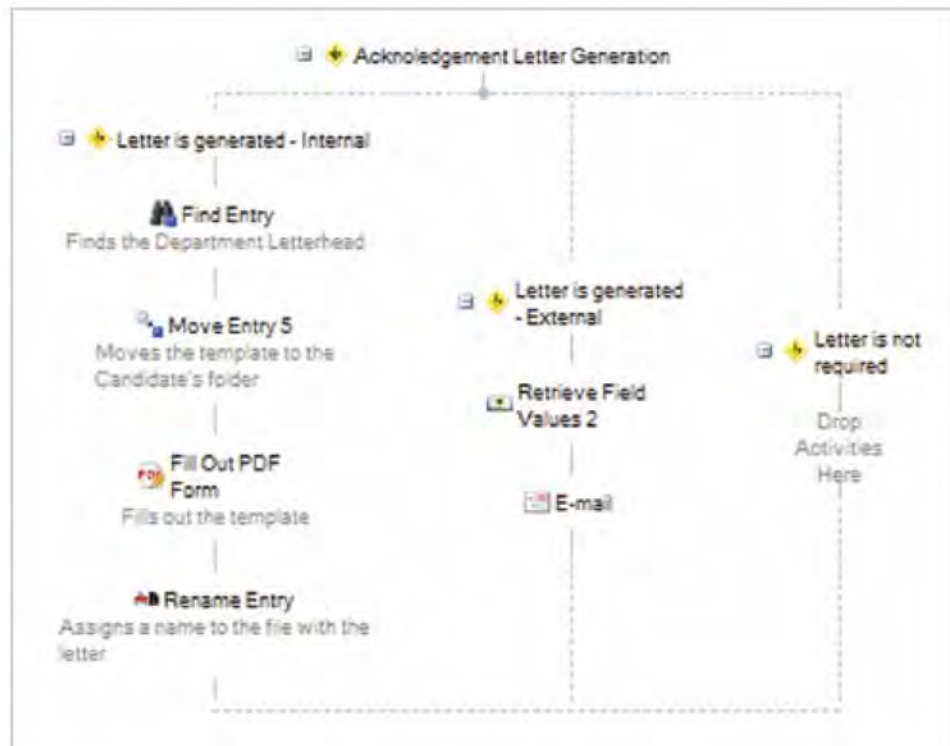 Acknoledgement Letter Generation
Letter is generated - Internal
Find Entry
Finds the Department Letterhead
Move Entry 5
Moves the template to the
Candidate's folder
PDF
Fill Out PDF
Form
Fills out the template
Rename Entry
Assigns a name to the file with the
letter
Letter is generated
- External
Retrieve Field
Values 2
E-mail
Letter is not
required
Drop
Activities
Here